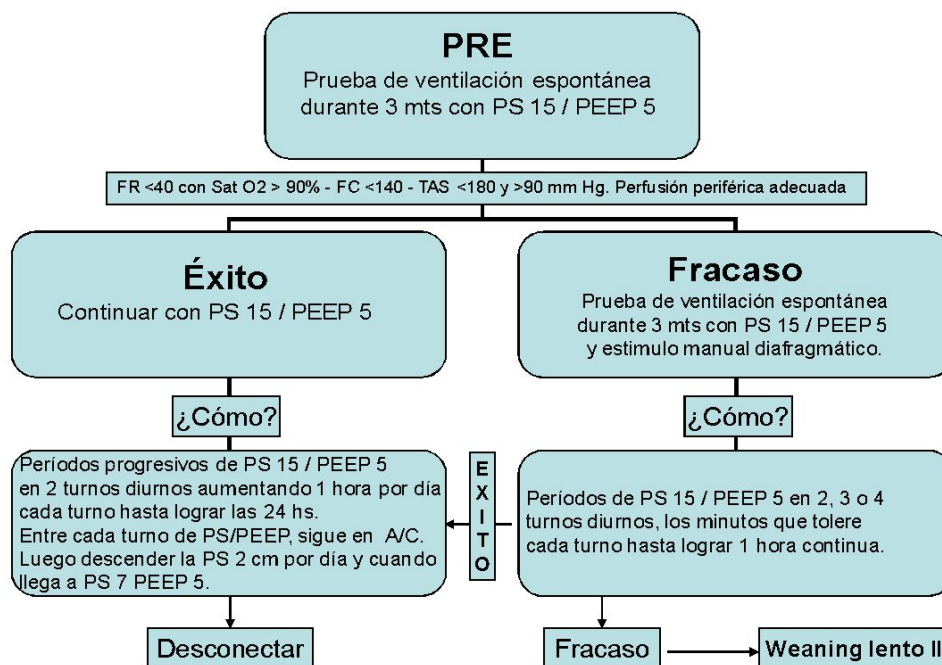 PRE
Prueba de ventilación espontánea
durante 3 mts con PS 15 / PEEP 5
FR <40 con Sat O2 > 90% - FC <140 - TAS <180 y >90 mm Hg. Perfusión periférica adecuada
Éxito
Continuar con PS 15 / PEEP 5
Fracaso
Prueba de ventilación espontánea
durante 3 mts con PS 15 / PEEP 5
y estimulo manual diafragmático.
¿Cómo?
¿Cómo?
Períodos progresivos de PS 15 / PEEP 5
en 2 turnos diurnos aumentando 1 hora por día
cada turno hasta lograr las 24 hs.
Entre cada turno de PS/PEEP, sigue en A/C.
Luego descender la PS 2 cm por día y cuando
llega a PS 7 PEEP 5.
EXITO
Períodos de PS 15 / PEEP 5 en 2, 3 o 4
turnos diurnos, los minutos que tolere
cada turno hasta lograr 1 hora continua.
Desconectar
Fracaso
Weaning lento II